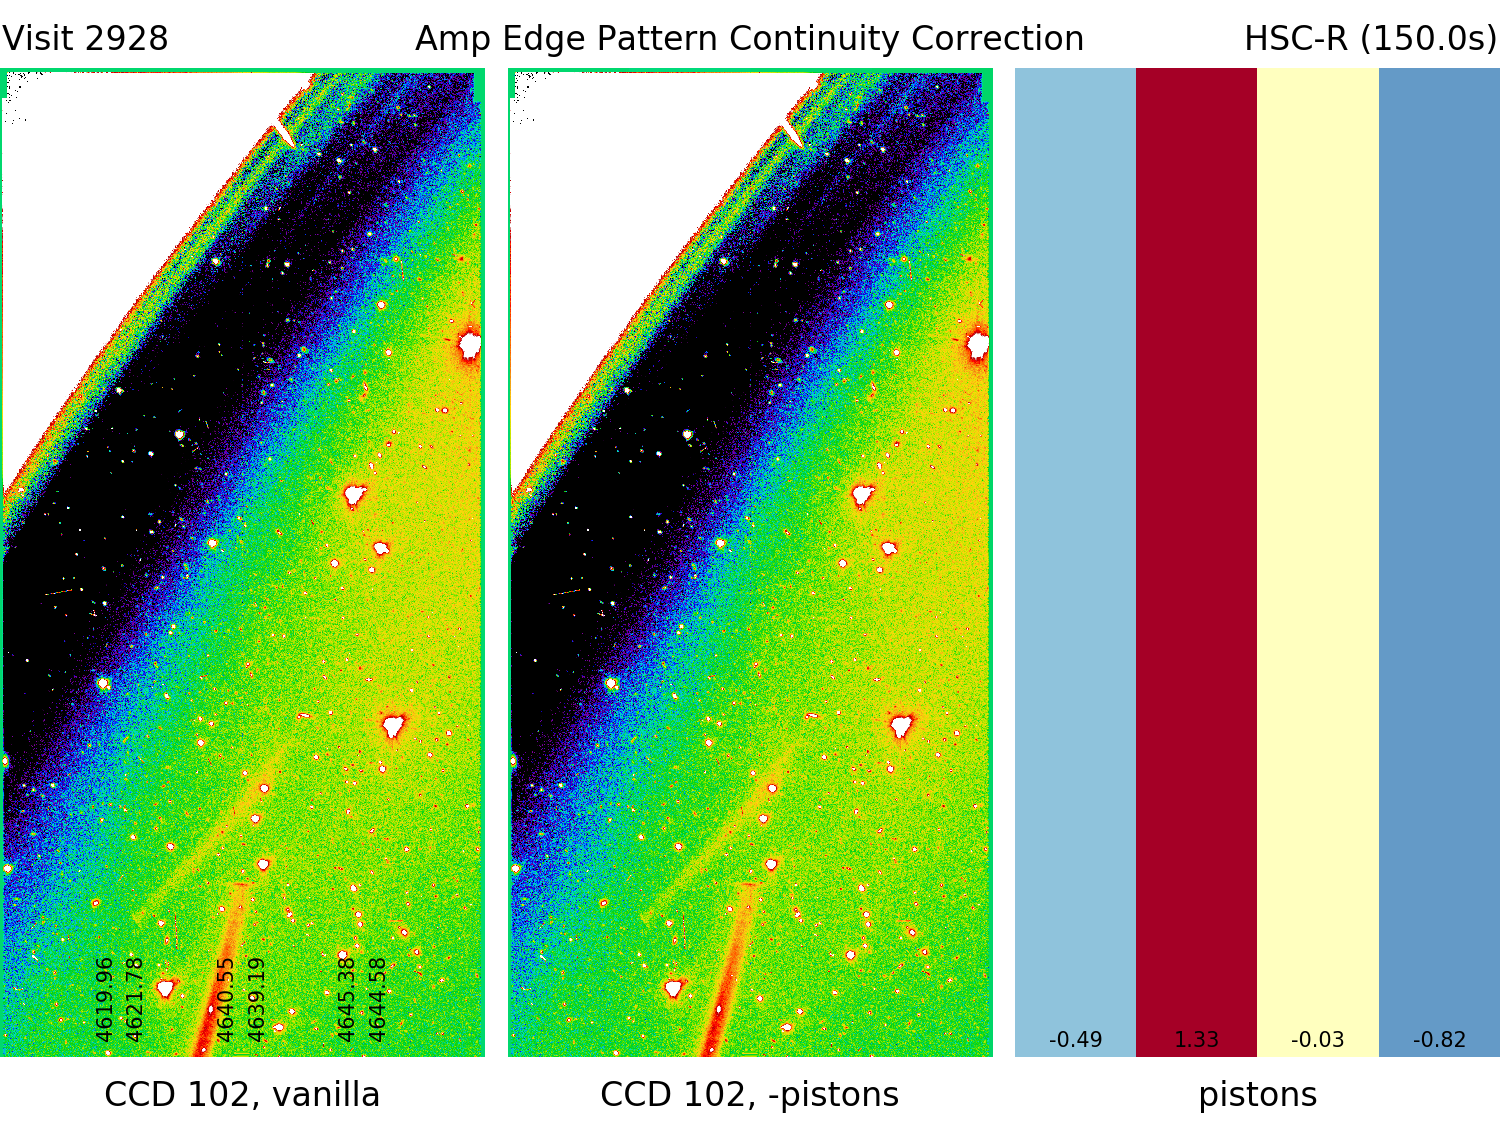 Visit 2928 Amp Edge Pattern Continuity Correction HSC-R (150.0s)
4619.96
4621.78
4640.55
4639.19
4645.38
4644.58
-0.49 1.33 -0.03 -0.82
CCD 102, vanilla CCD 102, -pistons pistons